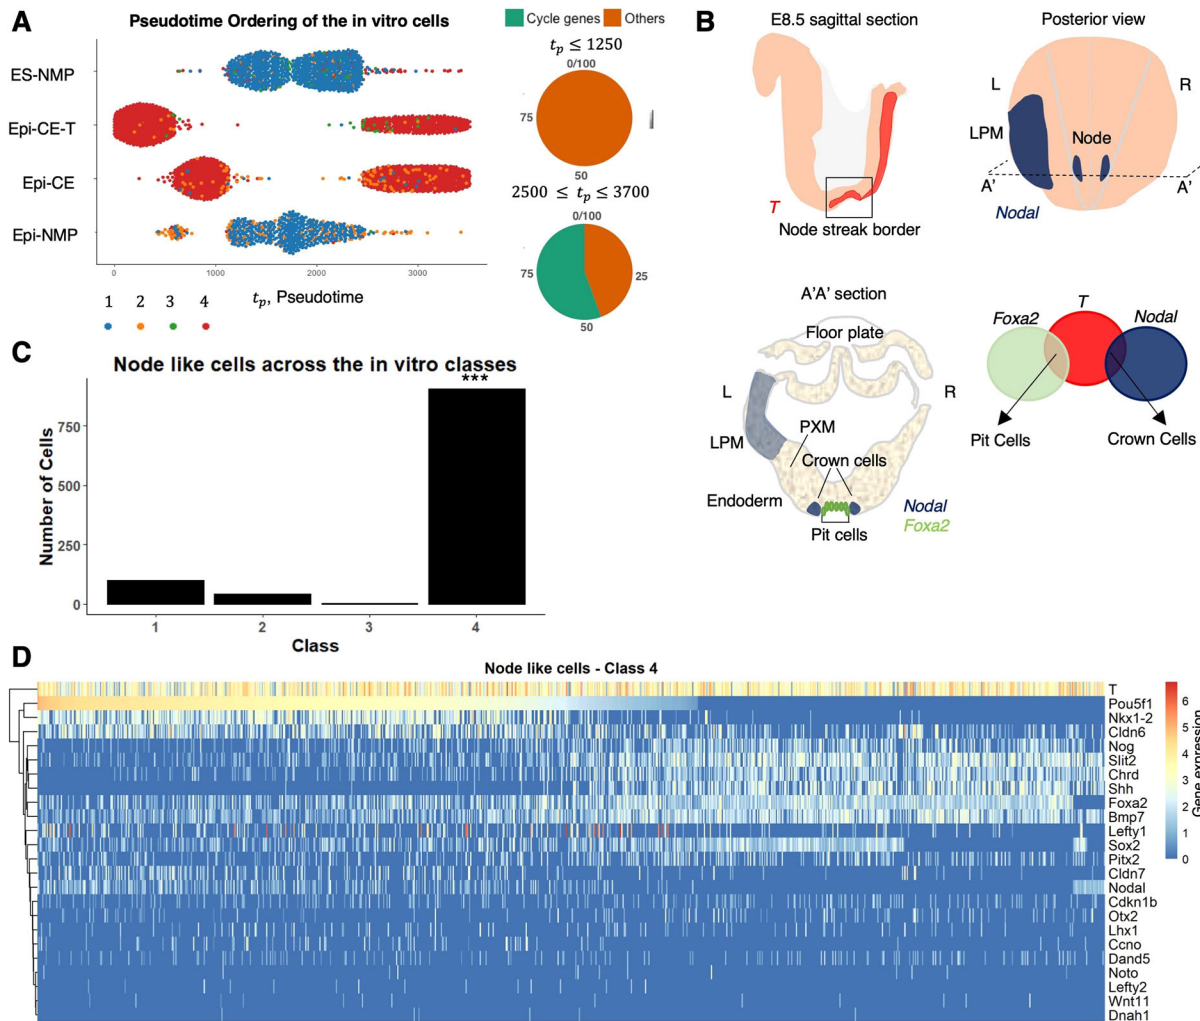 A
Pseudotime Ordering of the in vitro cells
ES-NMP
Epi-CE-T
Epi-CE
Epi-NMP
0
1000
2000
3000
1 2 3 4
tₚ, Pseudotime
Cycle genes Others
tₚ ≤ 1250
0/100
75
50
2500 ≤ tₚ ≤ 3700
0/100
75
25
50
B
E8.5 sagittal section
T
Node streak border
Posterior view
L
R
LPM
Node
A' A'
Nodal
A'A' section
Floor plate
L
R
LPM
PXM
Crown cells
Endoderm
Nodal
Foxa2
Pit cells
Foxa2
T
Nodal
Pit Cells
Crown Cells
C
Node like cells across the in vitro classes
***
Number of Cells
750
500
250
0
1 2 3 4
Class
D
Node like cells - Class 4
T
Pou5f1
Nkx1-2
Cldn6
Nog
Slit2
Chrd
Shh
Foxa2
Bmp7
Lefty1
Sox2
Pitx2
Cldn7
Nodal
Cdkn1b
Otx2
Lhx1
Ccno
Dand5
Noto
Lefty2
Wnt11
Dnah1
6
5
4
3
2
1
0
Gene expression